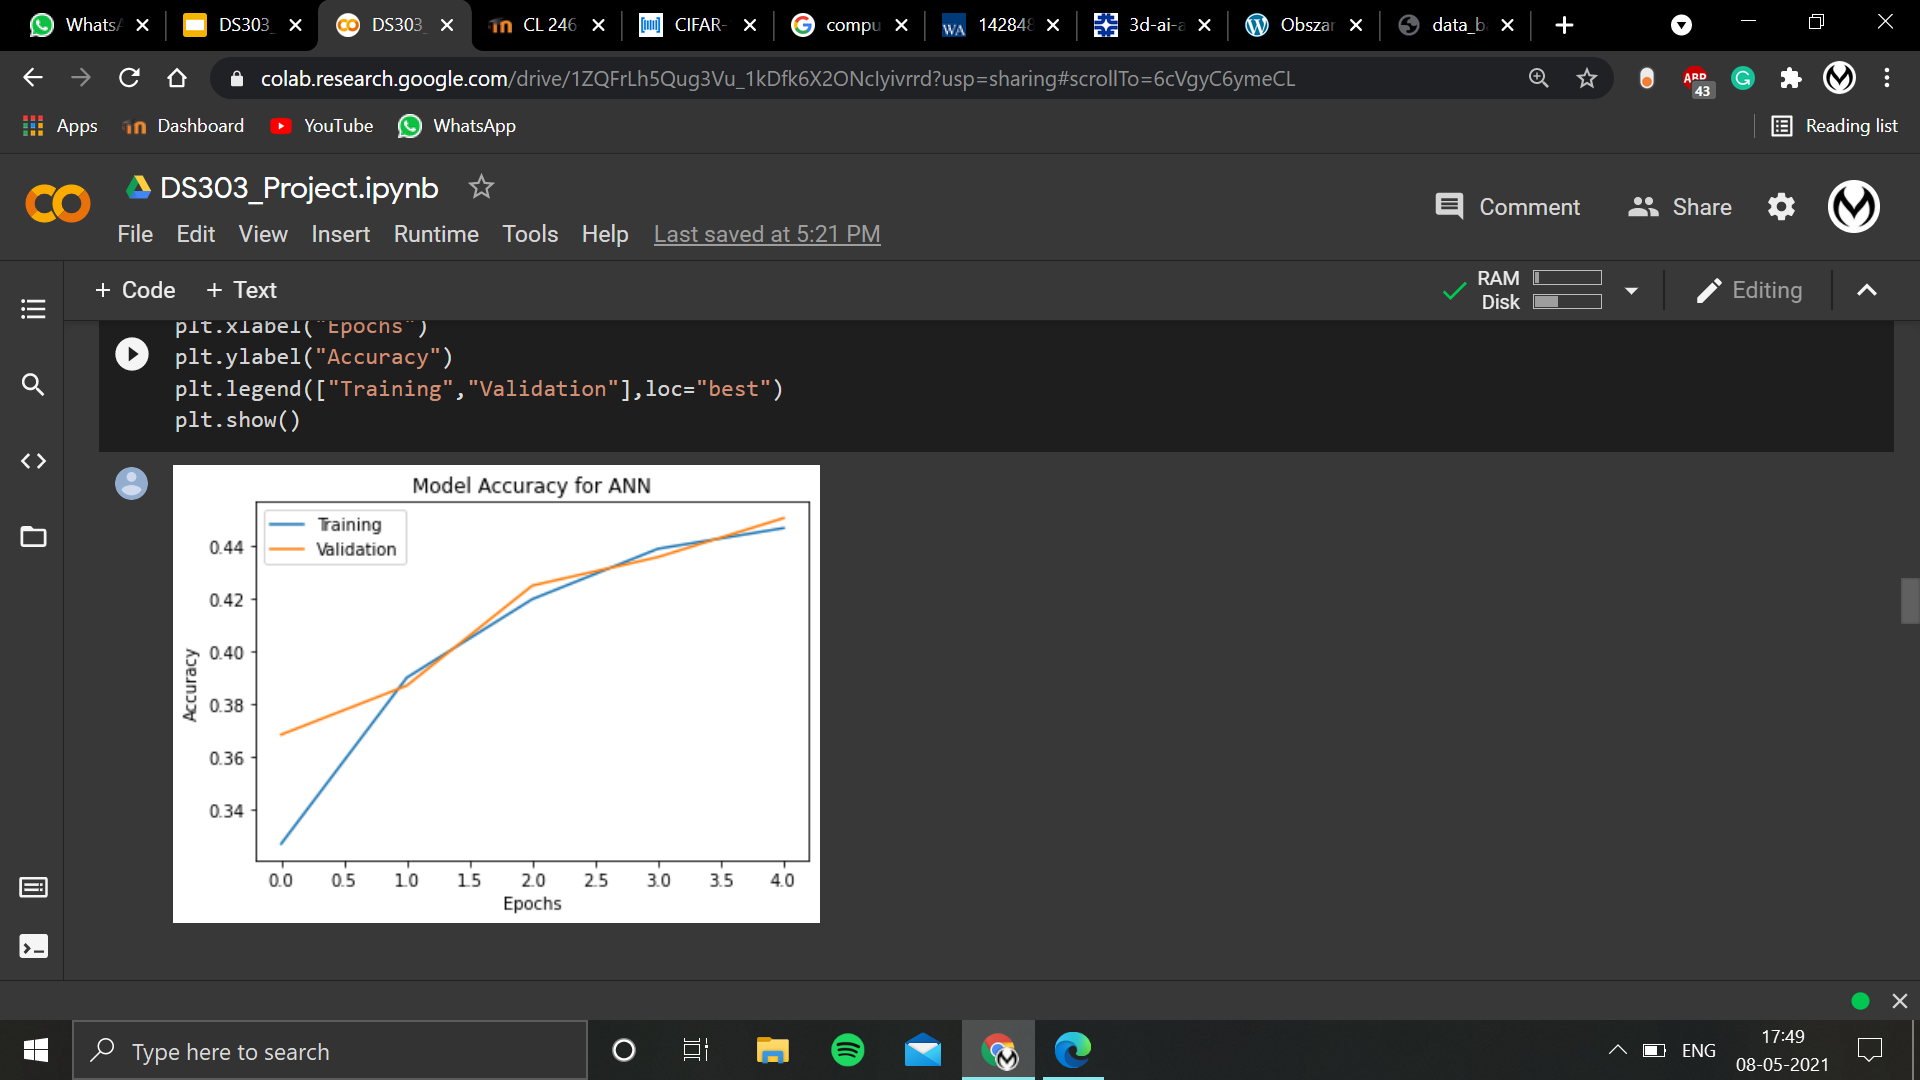 WhatsA
DS303_
DS303_
CL 246
CIFAR-
compu
142848
3d-ai-a
Obszar
data_b
colab.research.google.com/drive/1ZQFrLh5Qug3Vu_1kDfk6X2ONcIyivrrd?usp=sharing#scrollTo=6cVgyC6ymeCL
ABP
43
Apps
Dashboard
YouTube
WhatsApp
Reading list
DS303_Project.ipynb
Comment
Share
File Edit View Insert Runtime Tools Help Last saved at 5:21 PM
+ Code + Text
RAM
Disk
Editing
plt.xlabel("Epochs")
plt.ylabel("Accuracy")
plt.legend(["Training","Validation"],loc="best")
plt.show()
Model Accuracy for ANN
Training
Validation
0.44
0.42
0.40
0.38
0.36
0.34
Accuracy
0.0 0.5 1.0 1.5 2.0 2.5 3.0 3.5 4.0
Epochs
Type here to search
ENG
17:49
08-05-2021